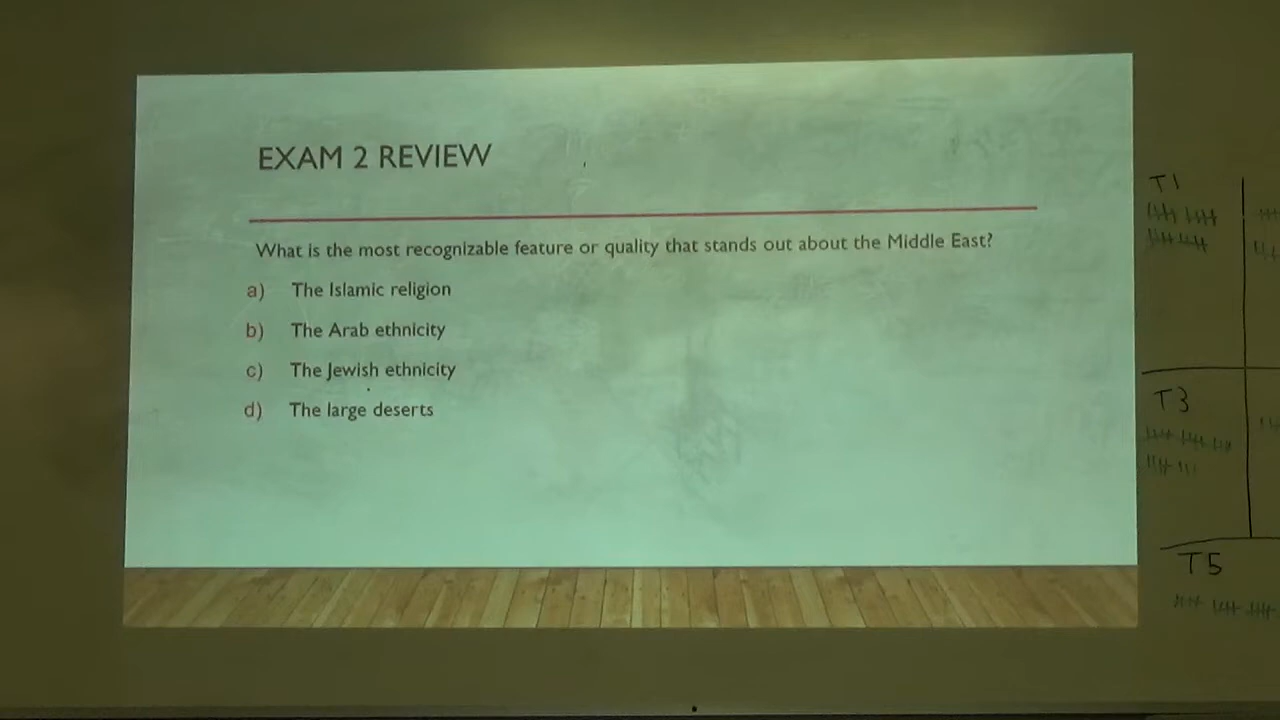 EXAM 2 REVIEW
What is the most recognizable feature or quality that stands out about the Middle East?
a) The Islamic religion
b) The Arab ethnicity
c) The Jewish ethnicity
d) The large deserts
T1
T3
T5